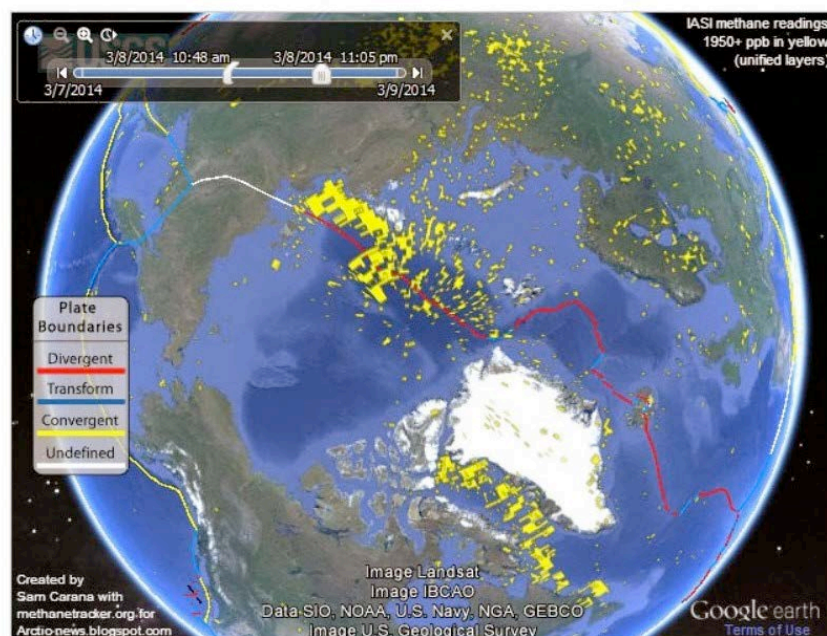 IASI methane readings
1950+ ppb in yellow
(unified layers)
USGS
3/8/2014 10:48 am
3/8/2014 11:05 pm
3/7/2014
3/9/2014
Plate
Boundaries
Divergent
Transform
Convergent
Undefined
Created by
Sam Carana with
methanetracker.org for
Arctic-news.blogspot.com
Image Landsat
Image IBCAO
Data SIO, NOAA, U.S. Navy, NGA, GEBCO
Image U.S. Geological Survey
Google earth
Terms of Use